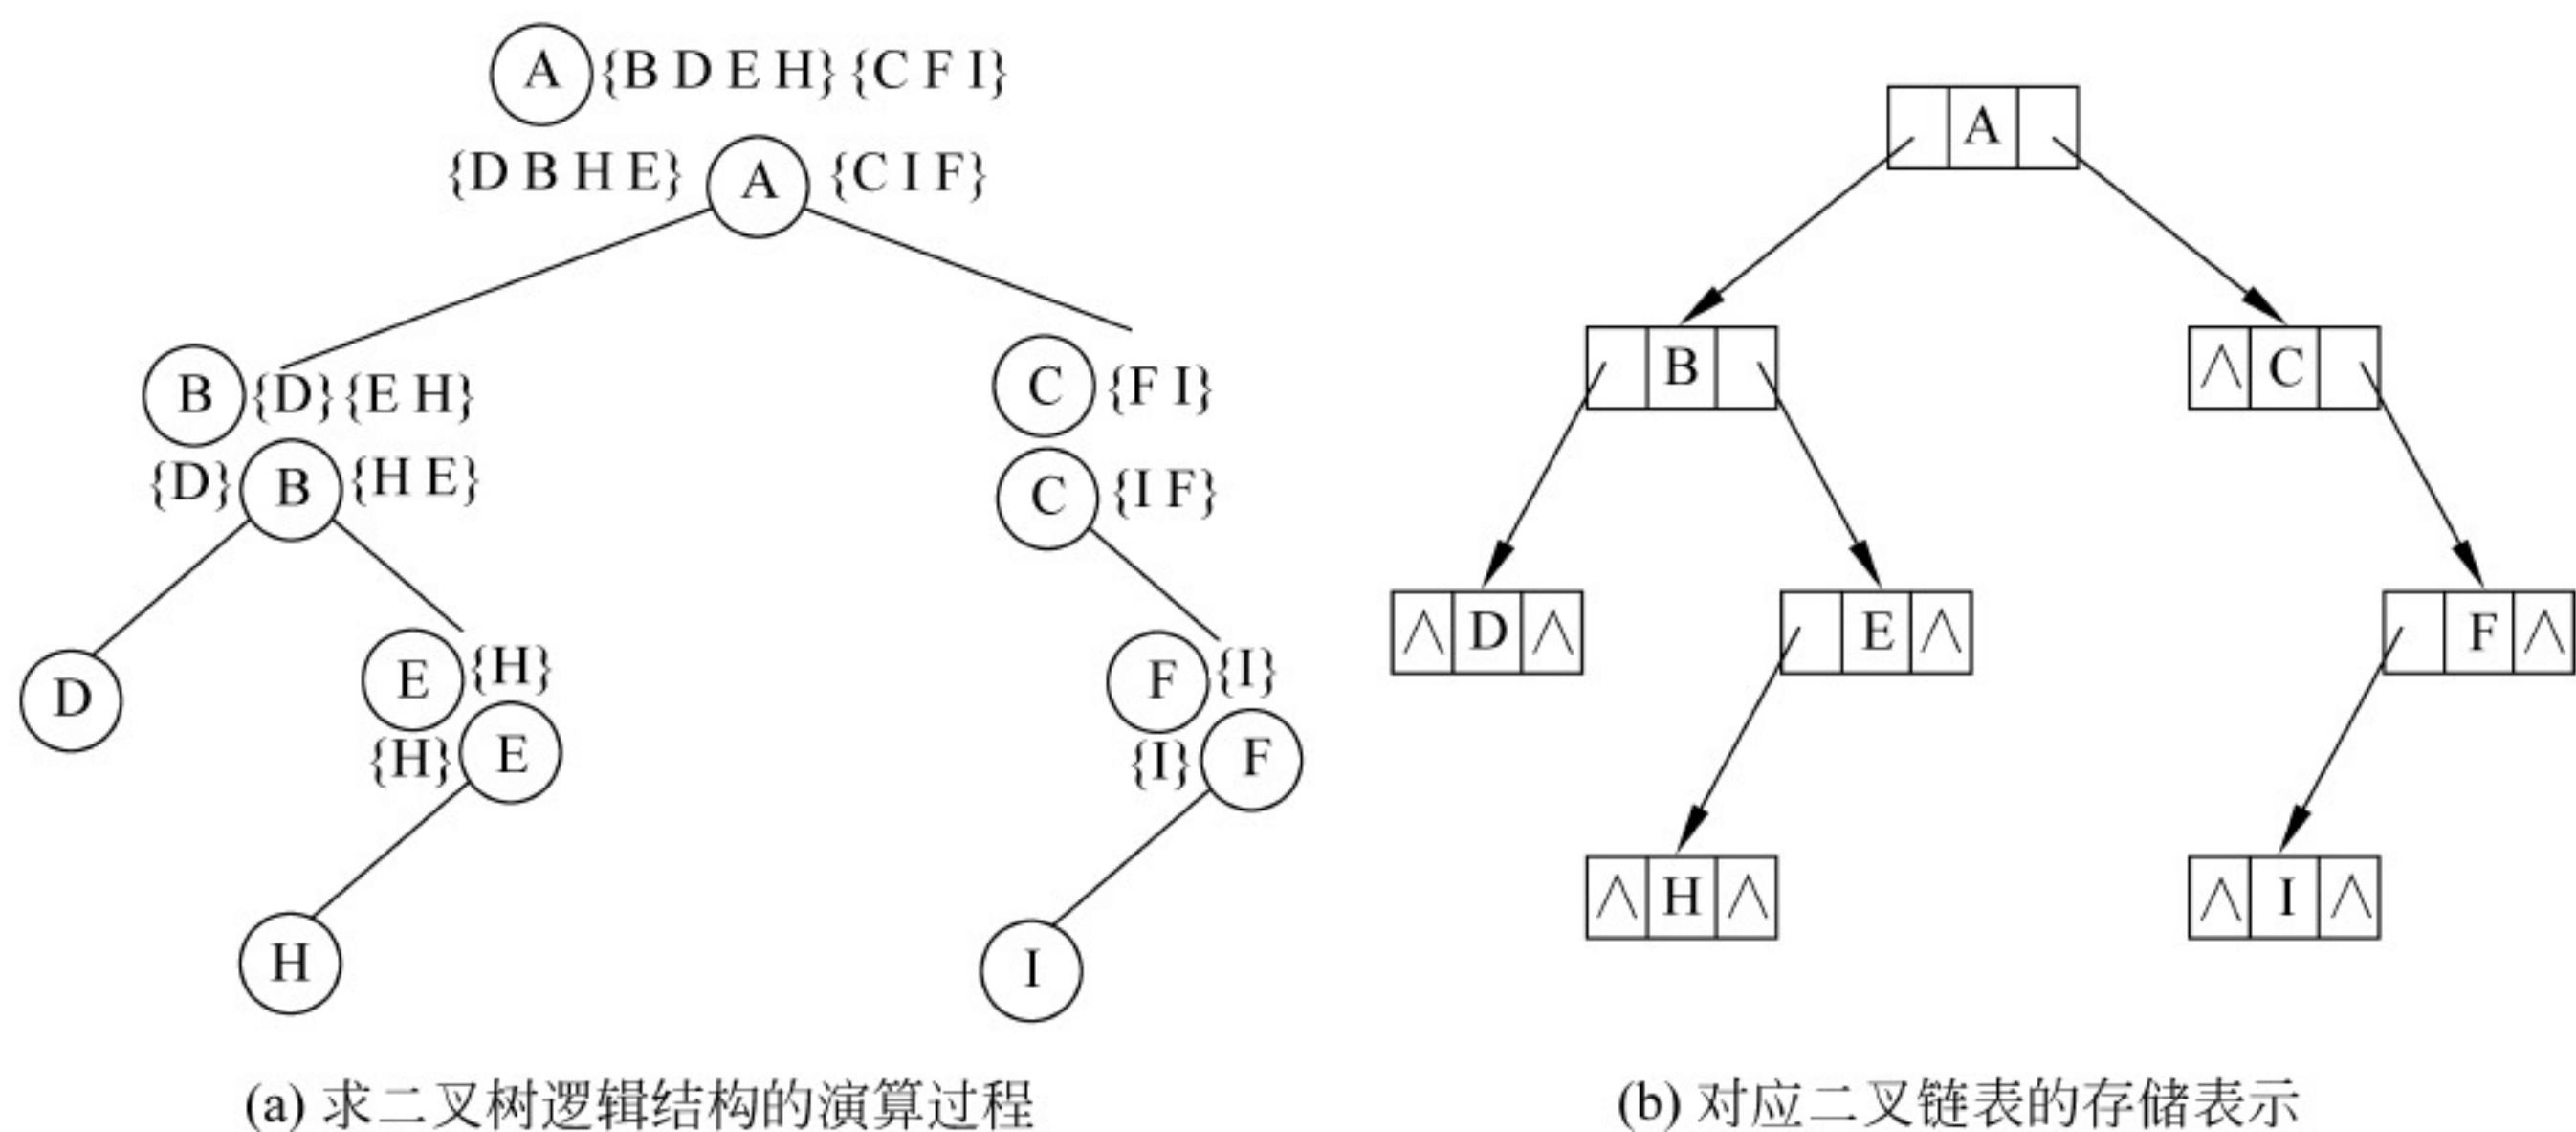 A {B D E H} {C F I}
{D B H E} A {C I F}
B {D} {E H}
{D} B {H E}
D
E {H}
{H} E
H
C {F I}
C {I F}
F {I}
{I} F
I
(a) 求二叉树逻辑结构的演算过程
A
B
∧ C
∧ D ∧
E ∧
F ∧
∧ H ∧
∧ I ∧
(b) 对应二叉链表的存储表示